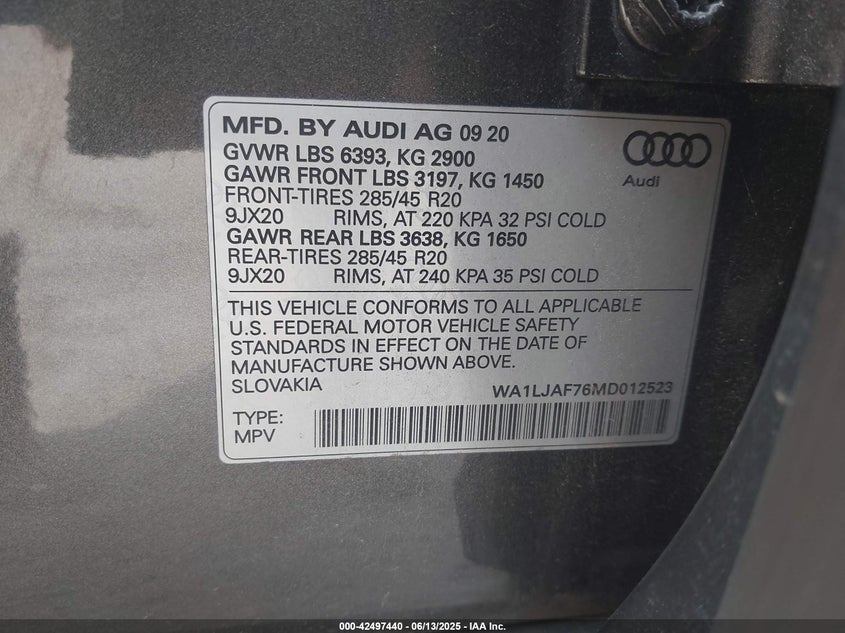 MFD. BY AUDI AG 09 20
GVWR LBS 6393, KG 2900
GAWR FRONT LBS 3197, KG 1450
FRONT-TIRES 285/45 R20
9JX20 RIMS, AT 220 KPA 32 PSI COLD
GAWR REAR LBS 3638, KG 1650
REAR-TIRES 285/45 R20
9JX20 RIMS, AT 240 KPA 35 PSI COLD
Audi
THIS VEHICLE CONFORMS TO ALL APPLICABLE
U.S. FEDERAL MOTOR VEHICLE SAFETY
STANDARDS IN EFFECT ON THE DATE OF
MANUFACTURE SHOWN ABOVE.
SLOVAKIA
WA1LJAF76MD012523
TYPE:
MPV
000-42497440 - 06/13/2025 - IAA Inc.